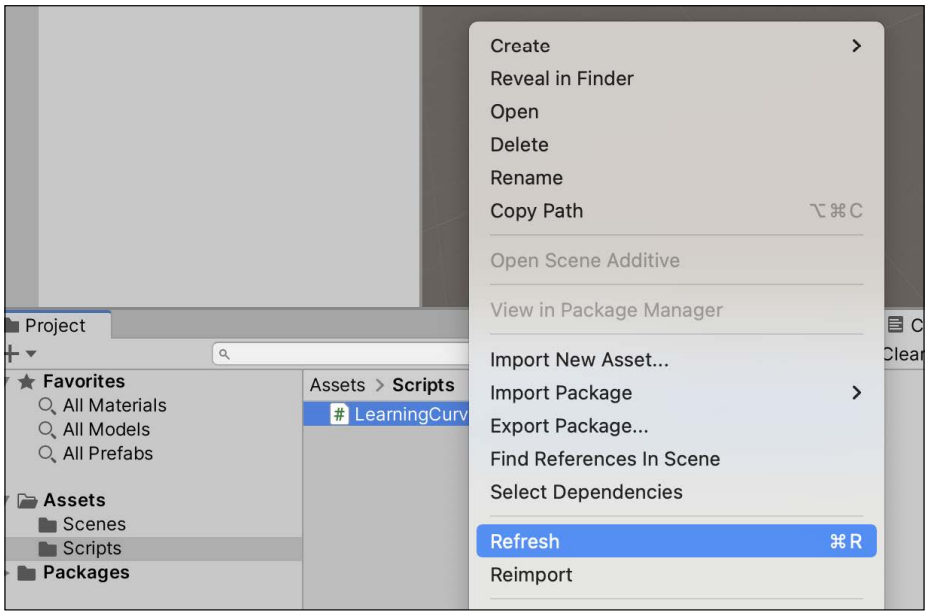 Create
Reveal in Finder
Open
Delete
Rename
Copy Path ⌥⌘C
Open Scene Additive
View in Package Manager
Import New Asset...
Import Package
Export Package...
Find References In Scene
Select Dependencies
Refresh ⌘R
Reimport
Project
Favorites
All Materials
All Models
All Prefabs
Assets
Scenes
Scripts
Packages
Assets > Scripts
# LearningCurv
C
Clear